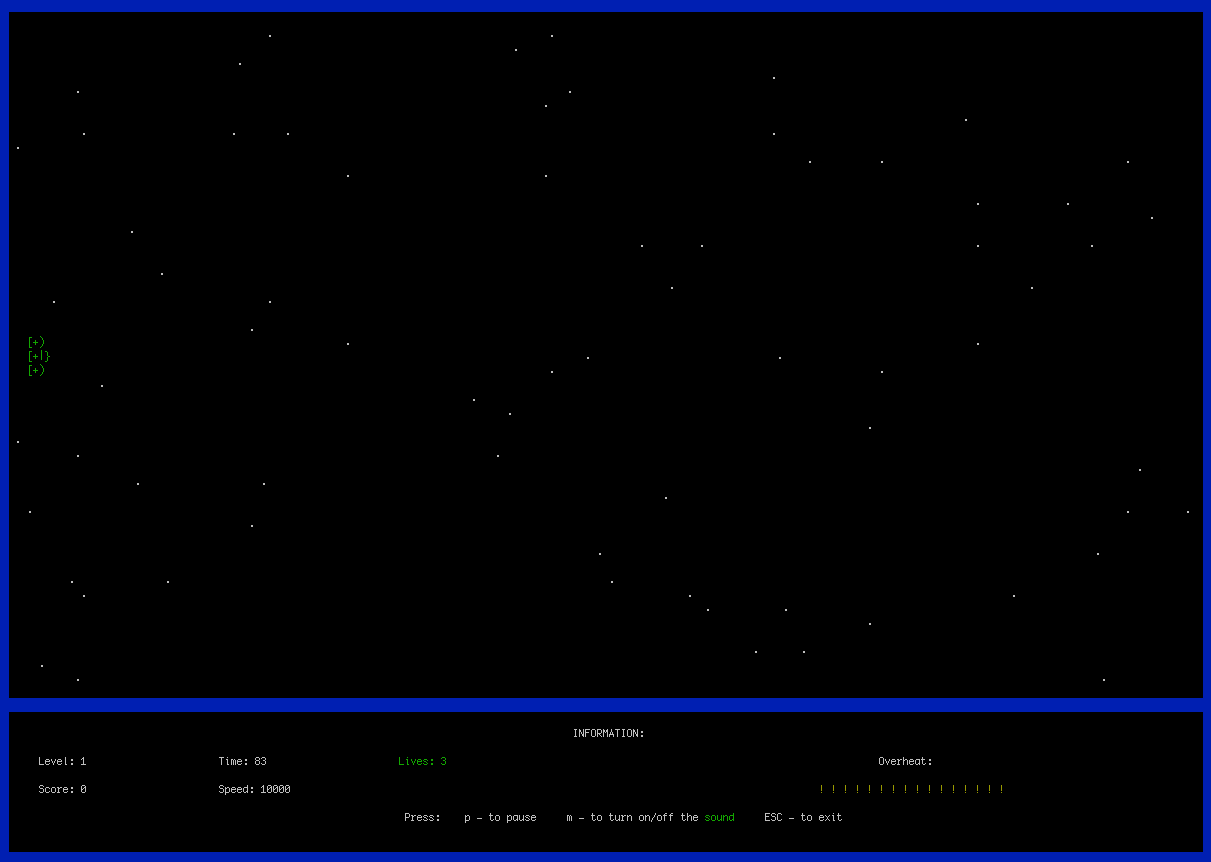 [+)
[+|}
[+)
INFORMATION:
Level: 1 Time: 83 Lives: 3 Overheat:
Score: 0 Speed: 10000 ! ! ! ! ! ! ! ! ! ! ! ! ! ! ! !
Press: p - to pause m - to turn on/off the sound ESC - to exit